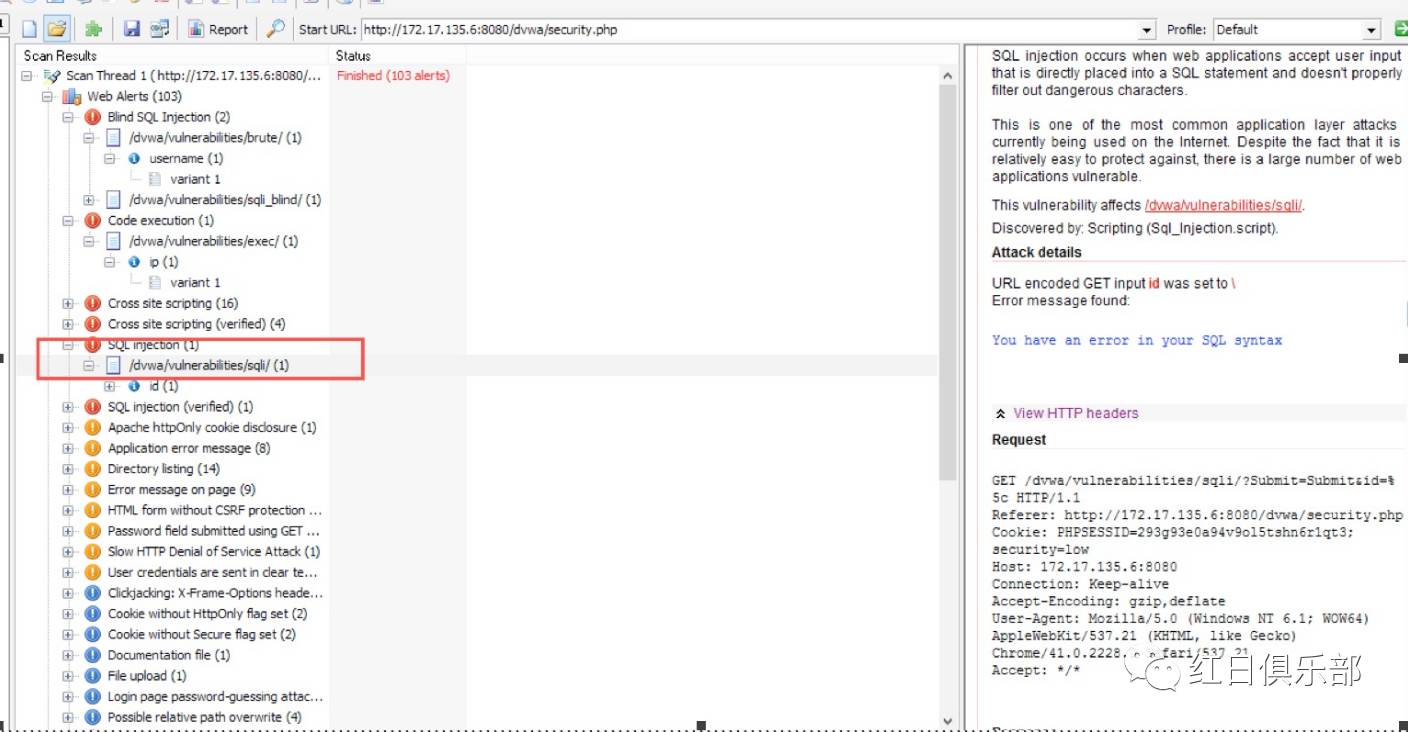 Report
Start URL: http://172.17.135.6:8080/dvwa/security.php
Profile: Default
Scan Results
Status
Scan Thread 1 ( http://172.17.135.6:8080/...
Finished (103 alerts)
Web Alerts (103)
Blind SQL Injection (2)
/dvwa/vulnerabilities/brute/ (1)
username (1)
variant 1
/dvwa/vulnerabilities/sqli_blind/ (1)
Code execution (1)
/dvwa/vulnerabilities/exec/ (1)
ip (1)
variant 1
Cross site scripting (16)
Cross site scripting (verified) (4)
SQL injection (1)
/dvwa/vulnerabilities/sqli/ (1)
id (1)
SQL injection (verified) (1)
Apache httpOnly cookie disclosure (1)
Application error message (8)
Directory listing (14)
Error message on page (9)
HTML form without CSRF protection ...
Password field submitted using GET ...
Slow HTTP Denial of Service Attack (1)
User credentials are sent in clear te...
Clickjacking: X-Frame-Options heade...
Cookie without HttpOnly flag set (2)
Cookie without Secure flag set (2)
Documentation file (1)
File upload (1)
Login page password-guessing attac...
Possible relative path overwrite (4)
SQL injection occurs when web applications accept user input
that is directly placed into a SQL statement and doesn't properly
filter out dangerous characters.
This is one of the most common application layer attacks
currently being used on the Internet. Despite the fact that it is
relatively easy to protect against, there is a large number of web
applications vulnerable.
This vulnerability affects /dvwa/vulnerabilities/sqli/.
Discovered by: Scripting (Sql_Injection.script).
Attack details
URL encoded GET input id was set to \
Error message found:
You have an error in your SQL syntax
View HTTP headers
Request
GET /dvwa/vulnerabilities/sqli/?Submit=Submit&id=%
5c HTTP/1.1
Referer: http://172.17.135.6:8080/dvwa/security.php
Cookie: PHPSESSID=293g93e0a94v9ol5tshn6r1qt3;
security=low
Host: 172.17.135.6:8080
Connection: Keep-alive
Accept-Encoding: gzip,deflate
User-Agent: Mozilla/5.0 (Windows NT 6.1; WOW64)
AppleWebKit/537.21 (KHTML, like Gecko)
Chrome/41.0.2228. fari/537.21
Accept: */*
红日俱乐部